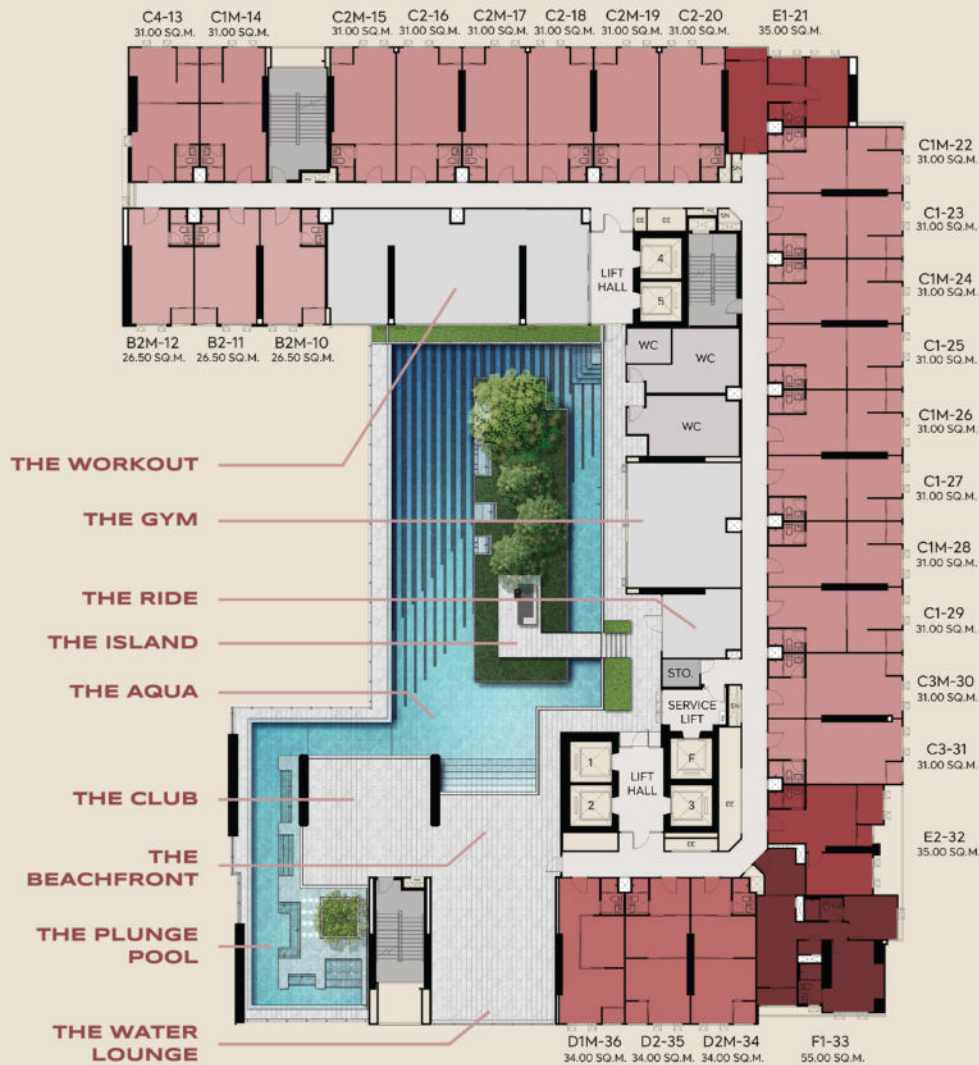 C4-13
31.00 SQ.M.
C1M-14
31.00 SQ.M.
C2M-15
31.00 SQ.M.
C2-16
31.00 SQ.M.
C2M-17
31.00 SQ.M.
C2-18
31.00 SQ.M.
C2M-19
31.00 SQ.M.
C2-20
31.00 SQ.M.
E1-21
35.00 SQ.M.
C1M-22
31.00 SQ.M.
C1-23
31.00 SQ.M.
C1M-24
31.00 SQ.M.
C1-25
31.00 SQ.M.
C1M-26
31.00 SQ.M.
C1-27
31.00 SQ.M.
C1M-28
31.00 SQ.M.
C1-29
31.00 SQ.M.
C3M-30
31.00 SQ.M.
C3-31
31.00 SQ.M.
E2-32
35.00 SQ.M.
B2M-12
26.50 SQ.M.
B2-11
26.50 SQ.M.
B2M-10
26.50 SQ.M.
LIFT
HALL
EE
EE
SN
4
5
WC
WC
WC
THE WORKOUT
THE GYM
THE RIDE
THE ISLAND
THE AQUA
THE CLUB
THE
BEACHFRONT
THE PLUNGE
POOL
THE WATER
LOUNGE
STO.
SERVICE
LIFT
SN
1
2
LIFT
HALL
F
3
EE
EE
D1M-36
34.00 SQ.M.
D2-35
34.00 SQ.M.
D2M-34
34.00 SQ.M.
F1-33
55.00 SQ.M.